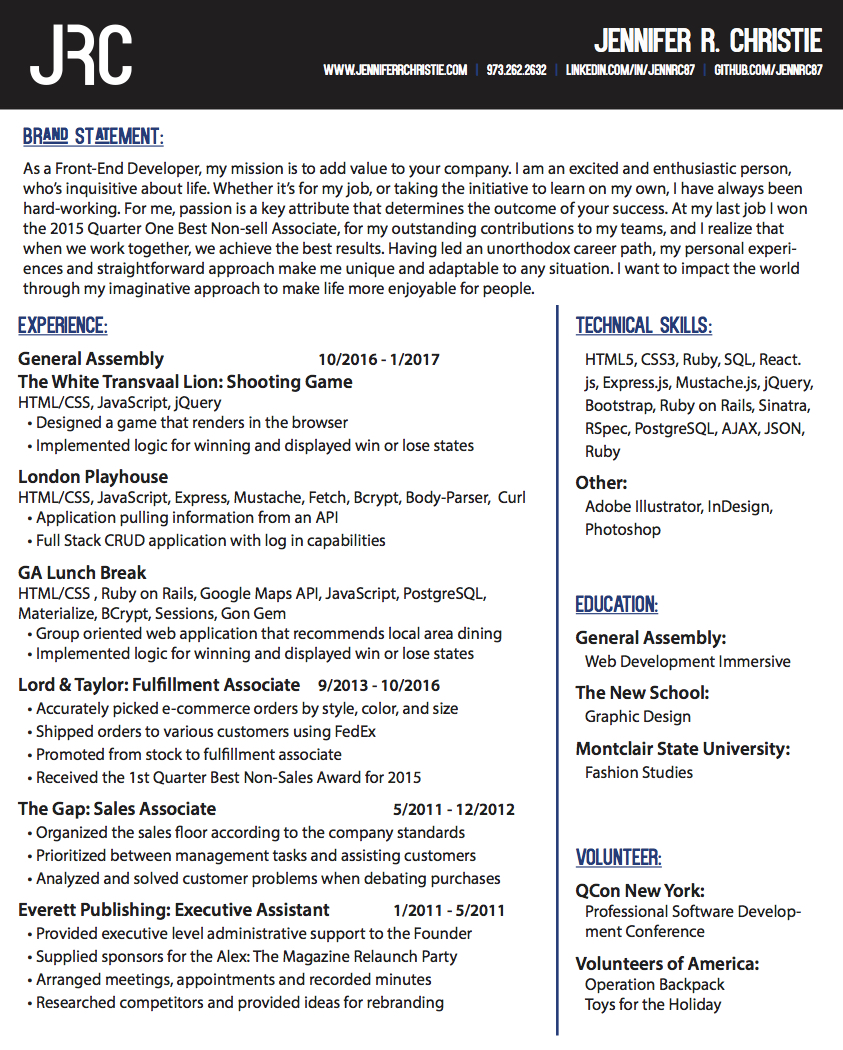 JRC
JENNIFER R. CHRISTIE
WWW.JENNIFERRCHRISTIE.COM | 973.262.2632 | LINKEDIN.COM/IN/JENNRC87 | GITHUB.COM/JENNRC87
BRAND STATEMENT:
As a Front-End Developer, my mission is to add value to your company. I am an excited and enthusiastic person,
who's inquisitive about life. Whether it's for my job, or taking the initiative to learn on my own, I have always been
hard-working. For me, passion is a key attribute that determines the outcome of your success. At my last job I won
the 2015 Quarter One Best Non-sell Associate, for my outstanding contributions to my teams, and I realize that
when we work together, we achieve the best results. Having led an unorthodox career path, my personal experi-
ences and straightforward approach make me unique and adaptable to any situation. I want to impact the world
through my imaginative approach to make life more enjoyable for people.
EXPERIENCE:
General Assembly 10/2016 - 1/2017
The White Transvaal Lion: Shooting Game
HTML/CSS, JavaScript, jQuery
• Designed a game that renders in the browser
• Implemented logic for winning and displayed win or lose states
London Playhouse
HTML/CSS, JavaScript, Express, Mustache, Fetch, Bcrypt, Body-Parser, Curl
• Application pulling information from an API
• Full Stack CRUD application with log in capabilities
GA Lunch Break
HTML/CSS , Ruby on Rails, Google Maps API, JavaScript, PostgreSQL,
Materialize, BCrypt, Sessions, Gon Gem
• Group oriented web application that recommends local area dining
• Implemented logic for winning and displayed win or lose states
Lord & Taylor: Fulfillment Associate 9/2013 - 10/2016
• Accurately picked e-commerce orders by style, color, and size
• Shipped orders to various customers using FedEx
• Promoted from stock to fulfillment associate
• Received the 1st Quarter Best Non-Sales Award for 2015
The Gap: Sales Associate 5/2011 - 12/2012
• Organized the sales floor according to the company standards
• Prioritized between management tasks and assisting customers
• Analyzed and solved customer problems when debating purchases
Everett Publishing: Executive Assistant 1/2011 - 5/2011
• Provided executive level administrative support to the Founder
• Supplied sponsors for the Alex: The Magazine Relaunch Party
• Arranged meetings, appointments and recorded minutes
• Researched competitors and provided ideas for rebranding
TECHNICAL SKILLS:
HTML5, CSS3, Ruby, SQL, React.
js, Express.js, Mustache.js, jQuery,
Bootstrap, Ruby on Rails, Sinatra,
RSpec, PostgreSQL, AJAX, JSON,
Ruby
Other:
Adobe Illustrator, InDesign,
Photoshop
EDUCATION:
General Assembly:
Web Development Immersive
The New School:
Graphic Design
Montclair State University:
Fashion Studies
VOLUNTEER:
QCon New York:
Professional Software Develop-
ment Conference
Volunteers of America:
Operation Backpack
Toys for the Holiday